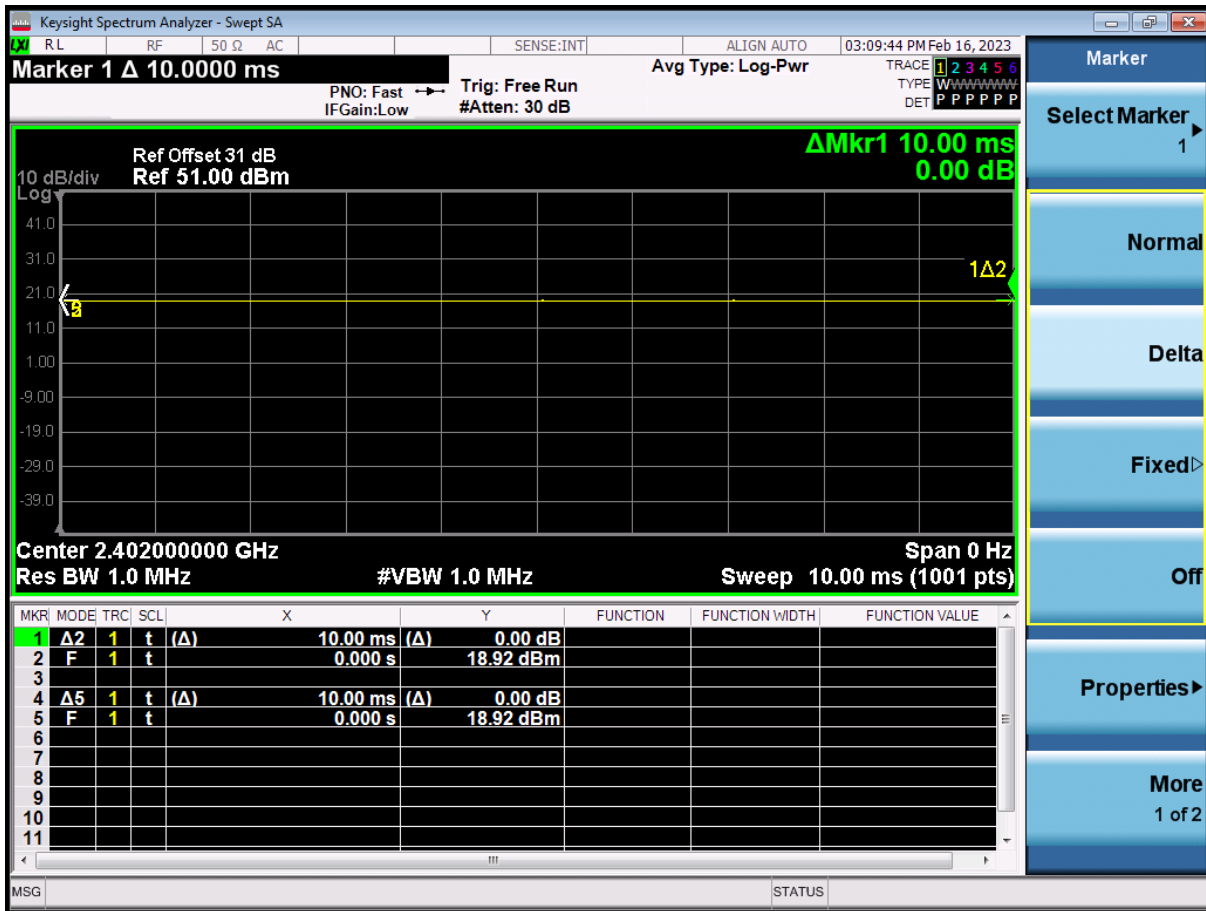 Keysight Spectrum Analyzer - Swept SA
LXI RL RF 50 Ω AC SENSE:INT ALIGN AUTO 03:09:44 PM Feb 16, 2023
Marker 1 Δ 10.0000 ms
PNO: Fast
IFGain:Low
Trig: Free Run
#Atten: 30 dB
Avg Type: Log-Pwr
TRACE 1 2 3 4 5 6
TYPE WWWWWW
DET P P P P P P
ΔMkr1 10.00 ms
0.00 dB
Ref Offset 31 dB
10 dB/div Ref 51.00 dBm
Log
41.0
31.0
1Δ2
21.0
11.0
1.00
-9.00
-19.0
-29.0
-39.0
Center 2.402000000 GHz Span 0 Hz
Res BW 1.0 MHz #VBW 1.0 MHz Sweep 10.00 ms (1001 pts)
MKR MODE TRC SCL X Y FUNCTION FUNCTION WIDTH FUNCTION VALUE
1 Δ2 1 t (Δ) 10.00 ms (Δ) 0.00 dB
2 F 1 t 0.000 s 18.92 dBm
3
4 Δ5 1 t (Δ) 10.00 ms (Δ) 0.00 dB
5 F 1 t 0.000 s 18.92 dBm
6
7
8
9
10
11
MSG STATUS
Marker
Select Marker
1
Normal
Delta
Fixed
Off
Properties
More
1 of 2